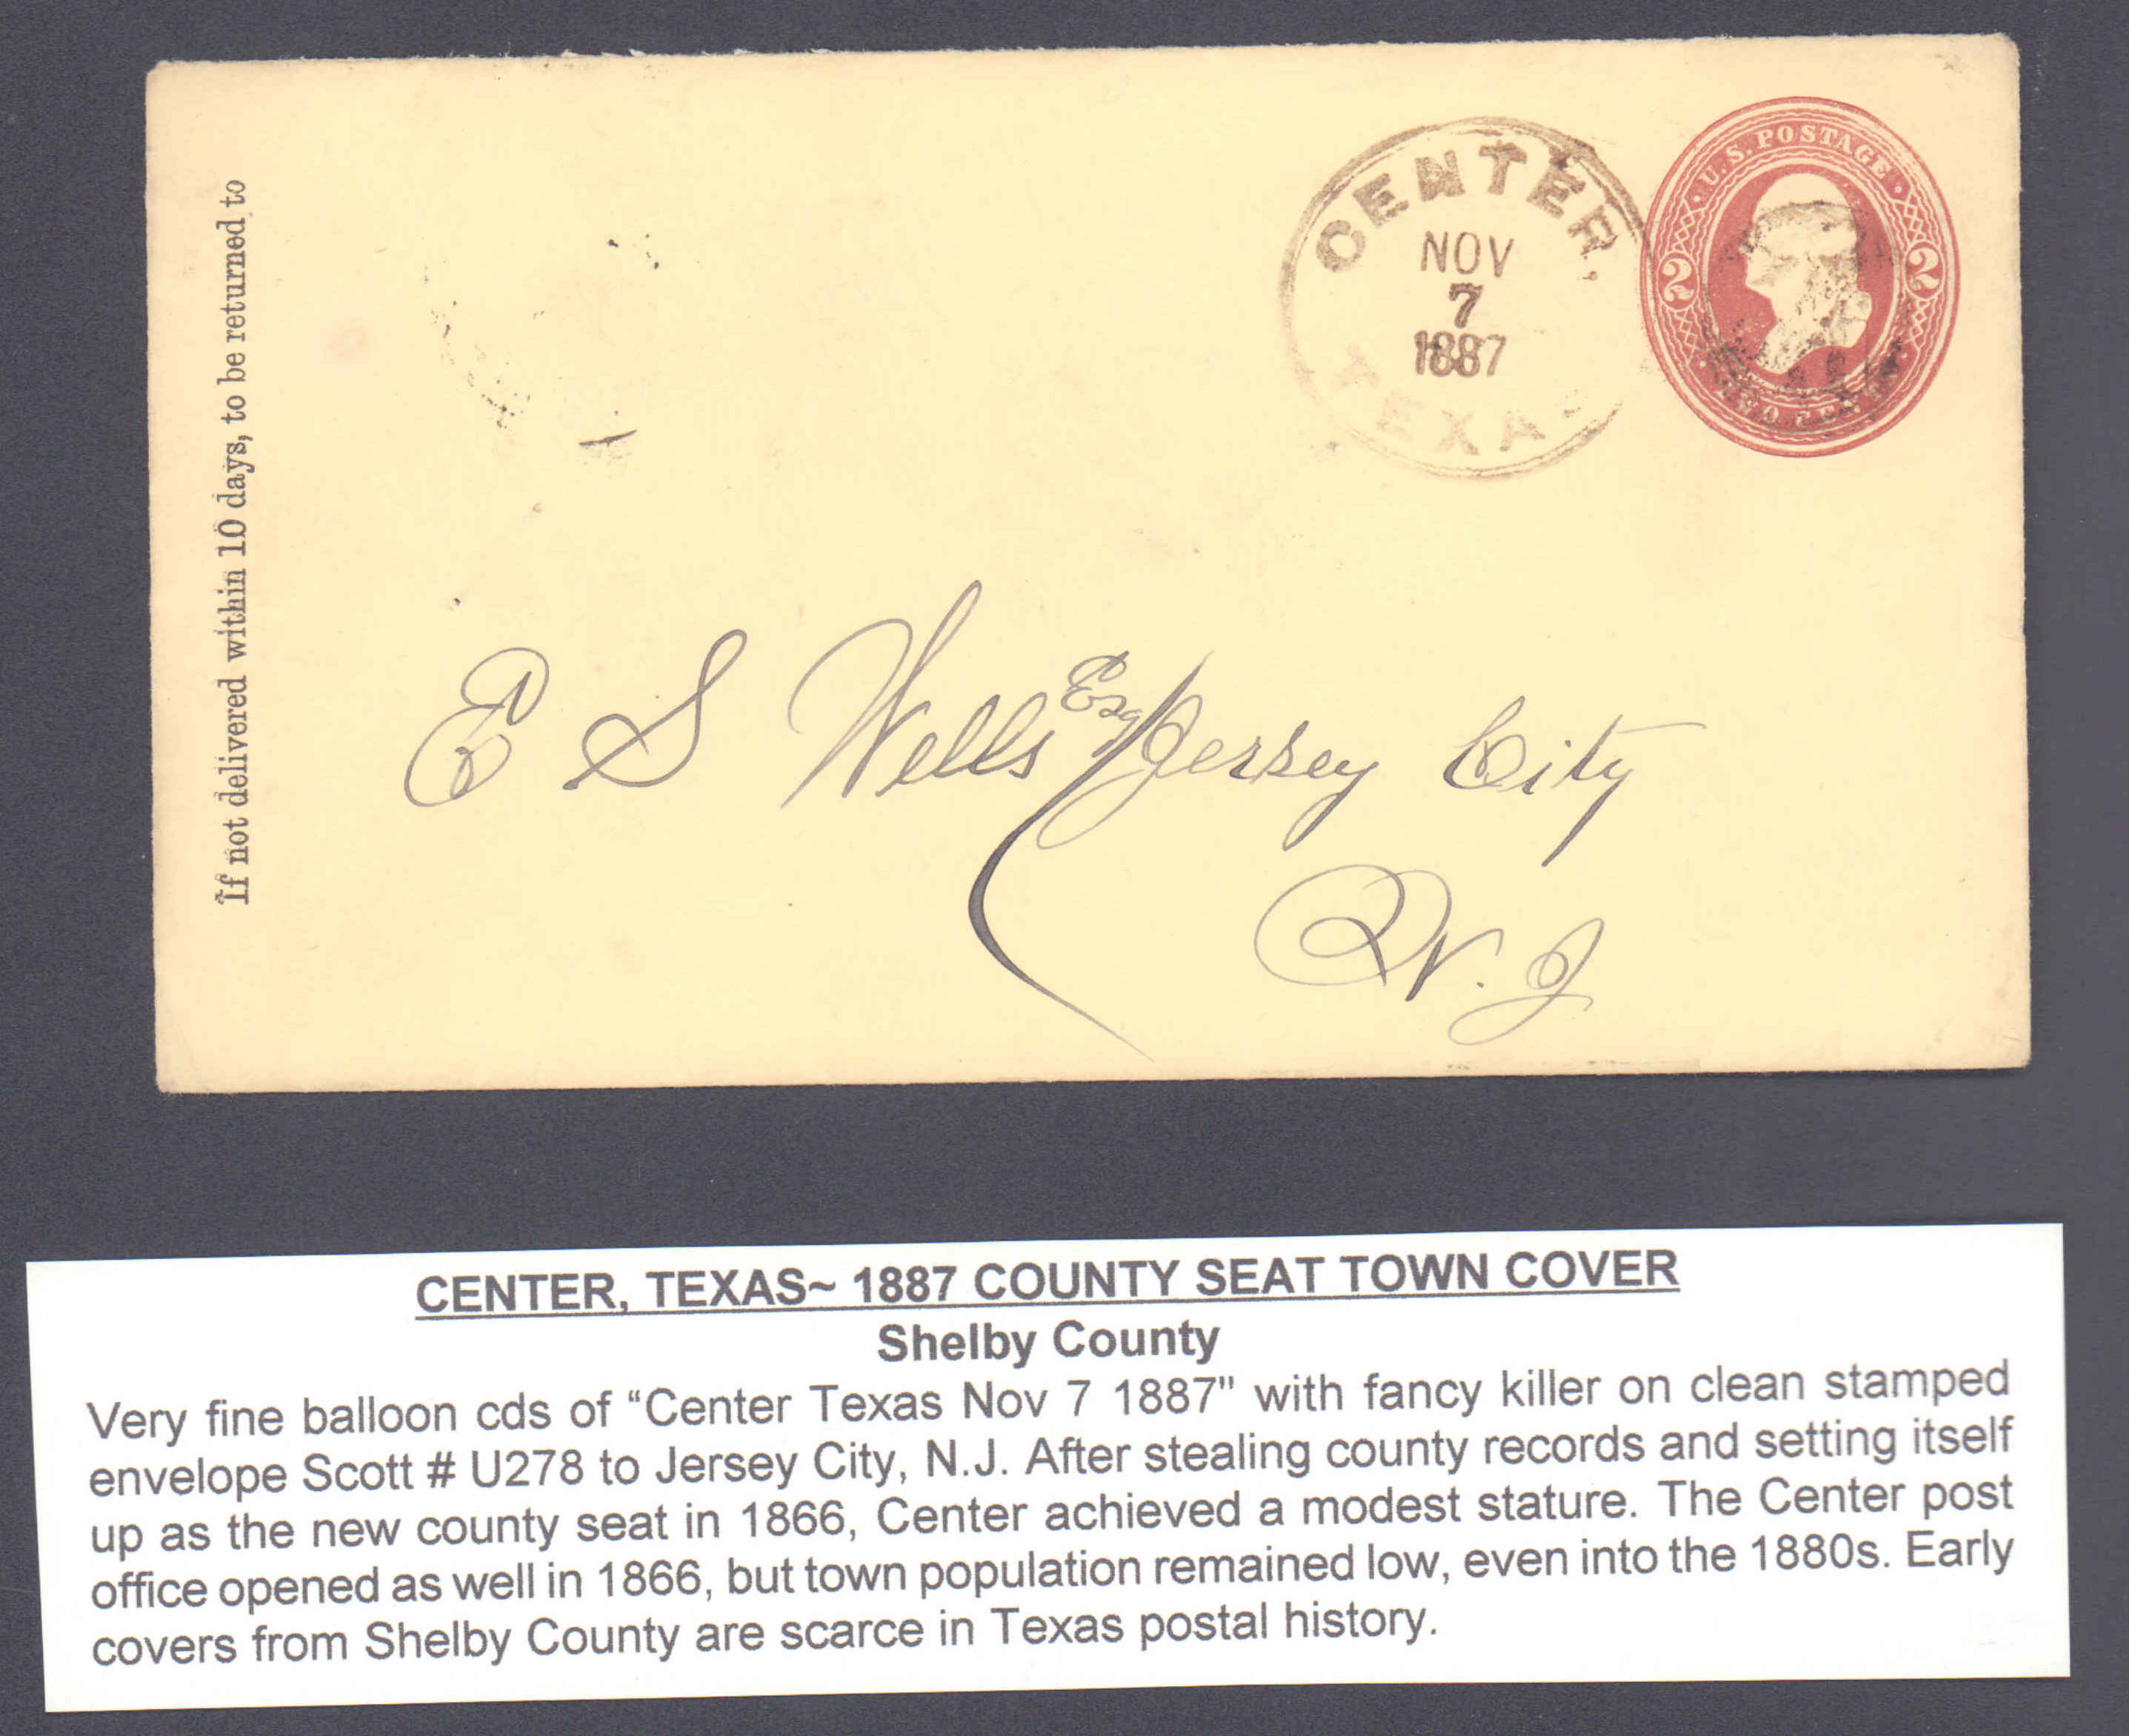 If not delivered within 10 days, to be returned to
CENTER,
NOV
7
1887
TEXAS
U.S. POSTAGE
2 2
TWO CENTS
E S Wells Esq
Jersey City
N. J
CENTER, TEXAS~ 1887 COUNTY SEAT TOWN COVER
Shelby County
Very fine balloon cds of “Center Texas Nov 7 1887" with fancy killer on clean stamped
envelope Scott # U278 to Jersey City, N.J. After stealing county records and setting itself
up as the new county seat in 1866, Center achieved a modest stature. The Center post
office opened as well in 1866, but town population remained low, even into the 1880s. Early
covers from Shelby County are scarce in Texas postal history.